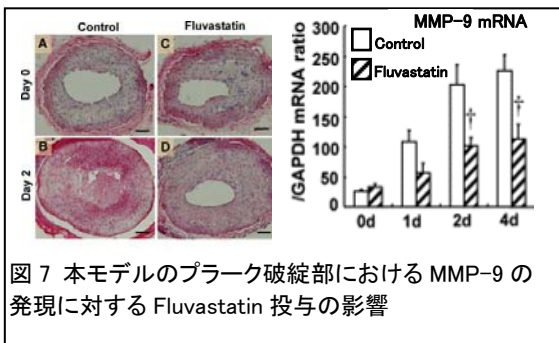 Control Fluvastatin
Day 0
A C
Day 2
B D
MMP-9 mRNA
/GAPDH mRNA ratio
Control
Fluvastatin
300
250
200
150
100
50
0
† †
0d 1d 2d 4d
図 7 本モデルのプラーク破綻部における MMP-9 の
発現に対する Fluvastatin 投与の影響